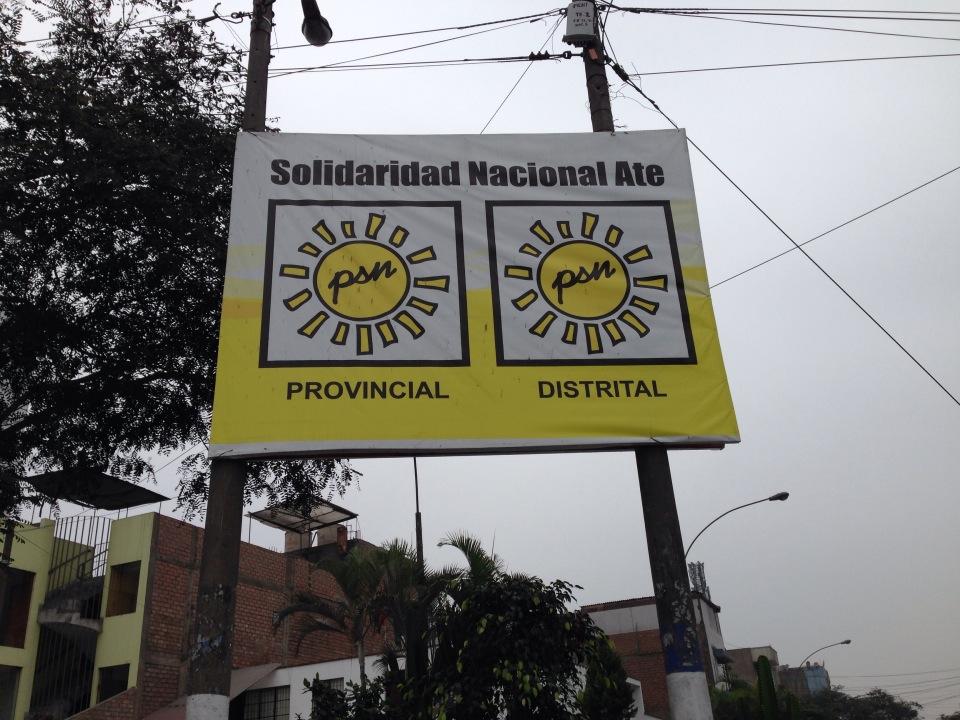 Solidaridad Nacional Ate
psn psn
PROVINCIAL DISTRITAL